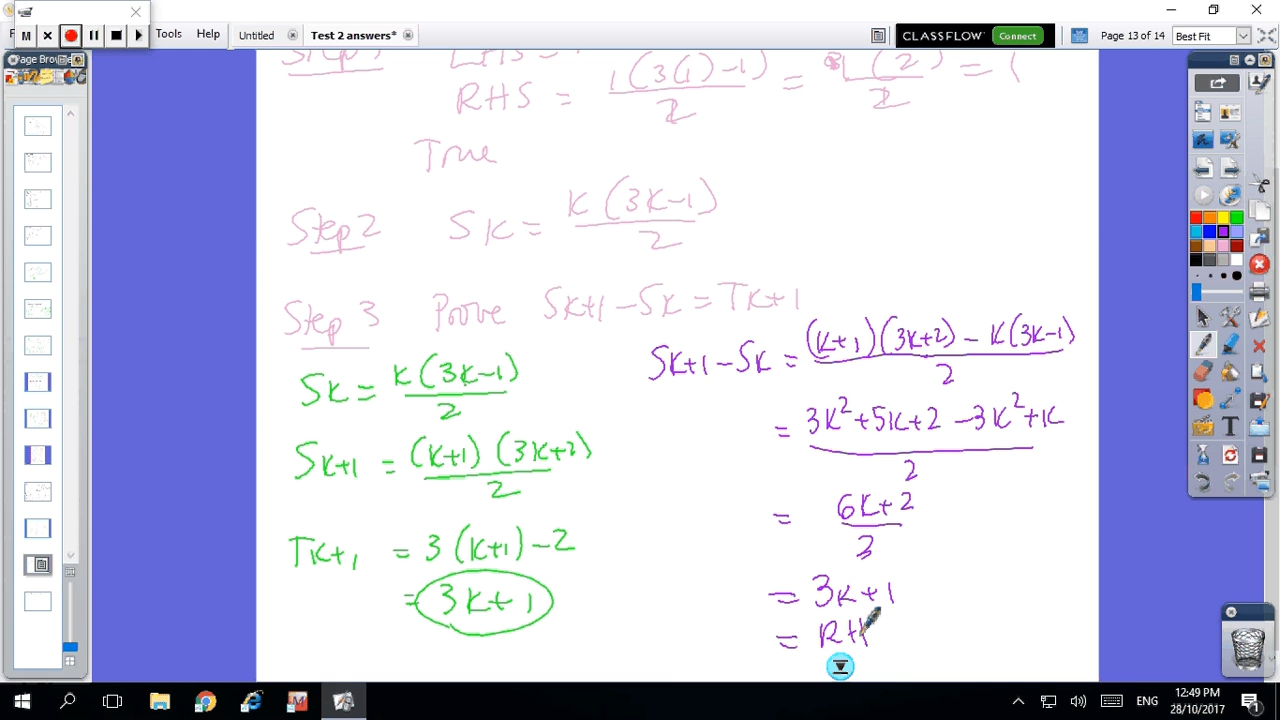 M
Tools Help
Untitled
Test 2 answers*
CLASSFLOW Connect
Page 13 of 14
Best Fit
Page Brow
RHS = 1(3(1)-1)/2 = 1(2)/2 = 1
True
Step 2 Sk = k(3k-1)/2
Step 3 Prove Sk+1 - Sk = Tk+1
Sk = k(3k-1)/2
Sk+1 = (k+1)(3k+2)/2
Tk+1 = 3(k+1)-2
= 3k+1
Sk+1 - Sk = (k+1)(3k+2) - k(3k-1)/2
= 3k²+5k+2 -3k²+k/2
= 6k+2/2
= 3k+1
= RH
ENG
12:49 PM
28/10/2017